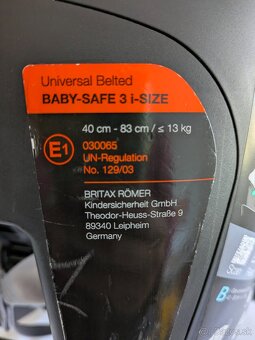 Universal Belted
BABY-SAFE 3 i-SIZE
40 cm - 83 cm / ≤ 13 kg
E1
030065
UN-Regulation
No. 129/03
BRITAX RÖMER
Kindersicherheit GmbH
Theodor-Heuss-Straße 9
89340 Leipheim
Germany